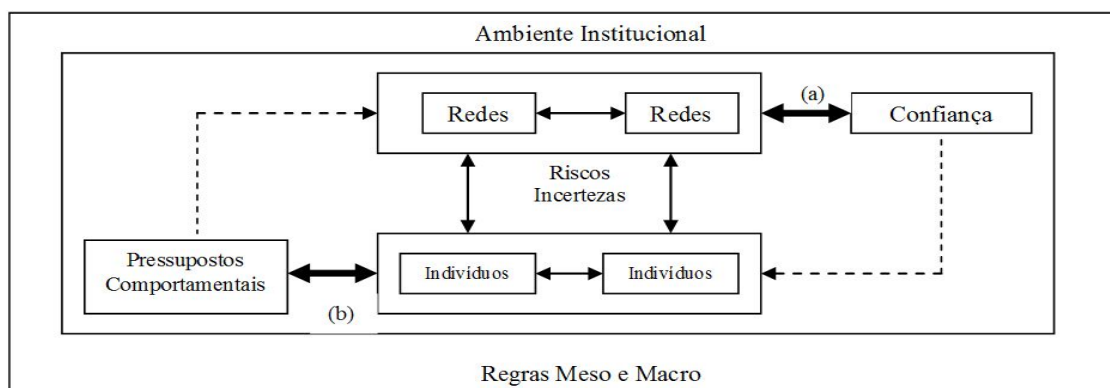 Ambiente Institucional
(a)
Redes
Redes
Confiança
Riscos
Incertezas
Pressupostos
Comportamentais
Indivíduos
Indivíduos
(b)
Regras Meso e Macro